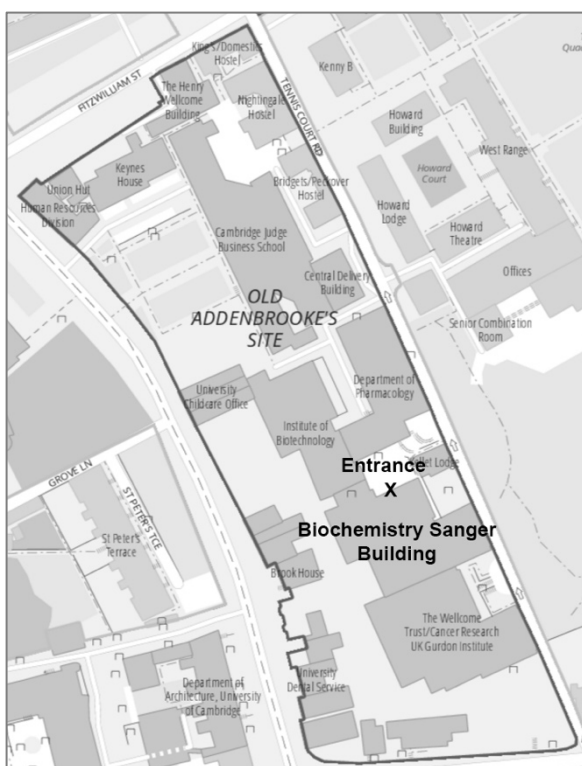 King's/Domestics
Hostel
FITZWILLIAM ST
The Henry
Wellcome
Building
Nightingale
Hostel
TENNIS COURT RD
Kenny B
Howard
Building
West Range
Howard
Court
Keynes
House
Union Hut
Human Resources
Division
Bridgets/Peckover
Hostel
Howard
Lodge
Howard
Theatre
Cambridge Judge
Business School
Central Delivery
Building
Offices
OLD
ADDENBROOKE'S
SITE
Senior Combination
Room
Department of
Pharmacology
University
Childcare Office
Institute of
Biotechnology
Entrance
X
Lodge
GROVE LN
ST PETER'S TCE
St Peter's
Terrace
Biochemistry Sanger
Building
Brook House
The Wellcome
Trust/Cancer Research
UK Gurdon Institute
University
Dental Service
Department of
Architecture, University
of Cambridge